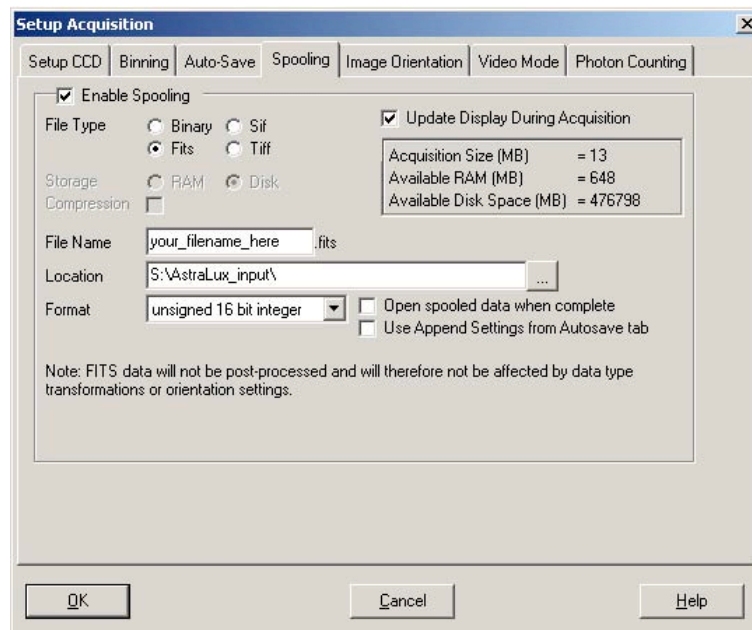 Setup Acquisition
Setup CCD Binning Auto-Save Spooling Image Orientation Video Mode Photon Counting
Enable Spooling
File Type Binary Sif
Fits Tiff
Update Display During Acquisition
Acquisition Size (MB) = 13
Available RAM (MB) = 648
Available Disk Space (MB) = 476798
Storage RAM Disk
Compression
File Name your_filename_here .fits
Location S:\AstraLux_input\ ...
Format unsigned 16 bit integer
Open spooled data when complete
Use Append Settings from Autosave tab
Note: FITS data will not be post-processed and will therefore not be affected by data type
transformations or orientation settings.
OK Cancel Help